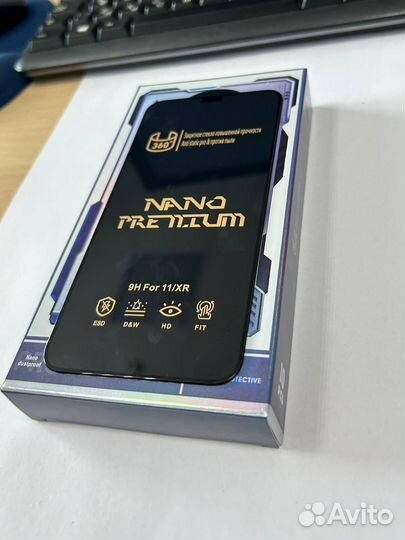 360°
Защитное стекло повышенной прочности
Anti static pro & против пыли
NANO
PREMIUM
9H For 11/XR
ESD
D&W
HD
FIT
Nano
dustproof
Avito